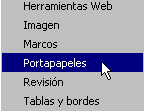 Herramientas Web
Imagen
Marcos
Portapapeles
Revisión
Tablas y bordes